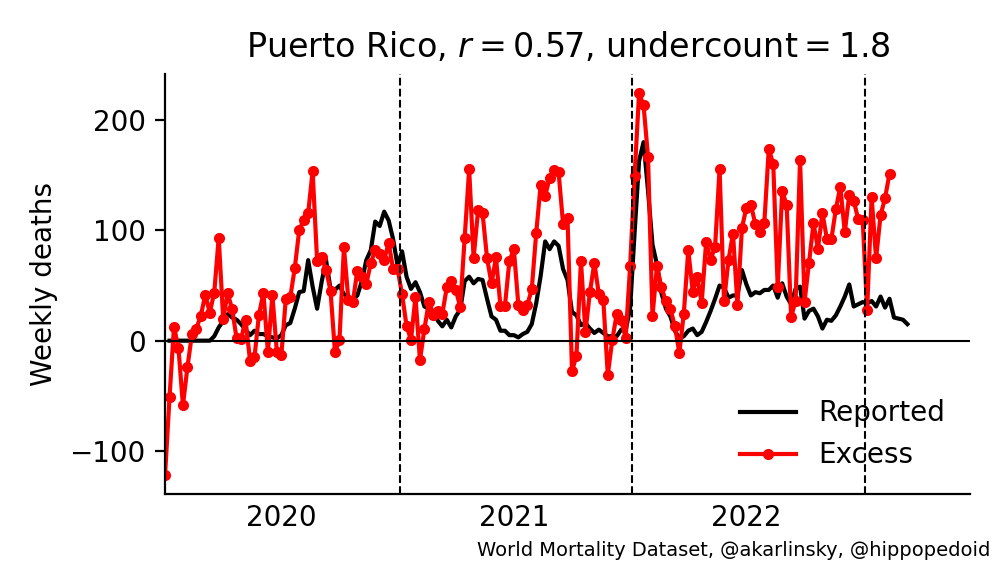 Puerto Rico, r = 0.57, undercount = 1.8
Weekly deaths
200
100
0
−100
Reported
Excess
2020 2021 2022
World Mortality Dataset, @akarlinsky, @hippopedoid